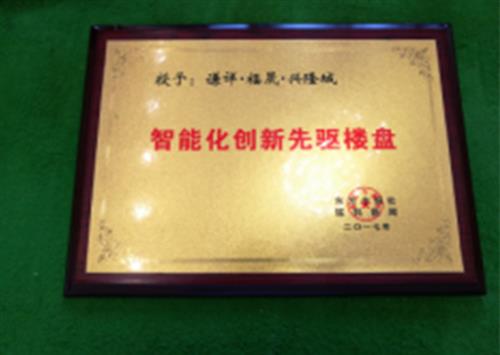 授予：谦祥·福晟·兴隆城
智能化创新先驱楼盘
二〇一七年